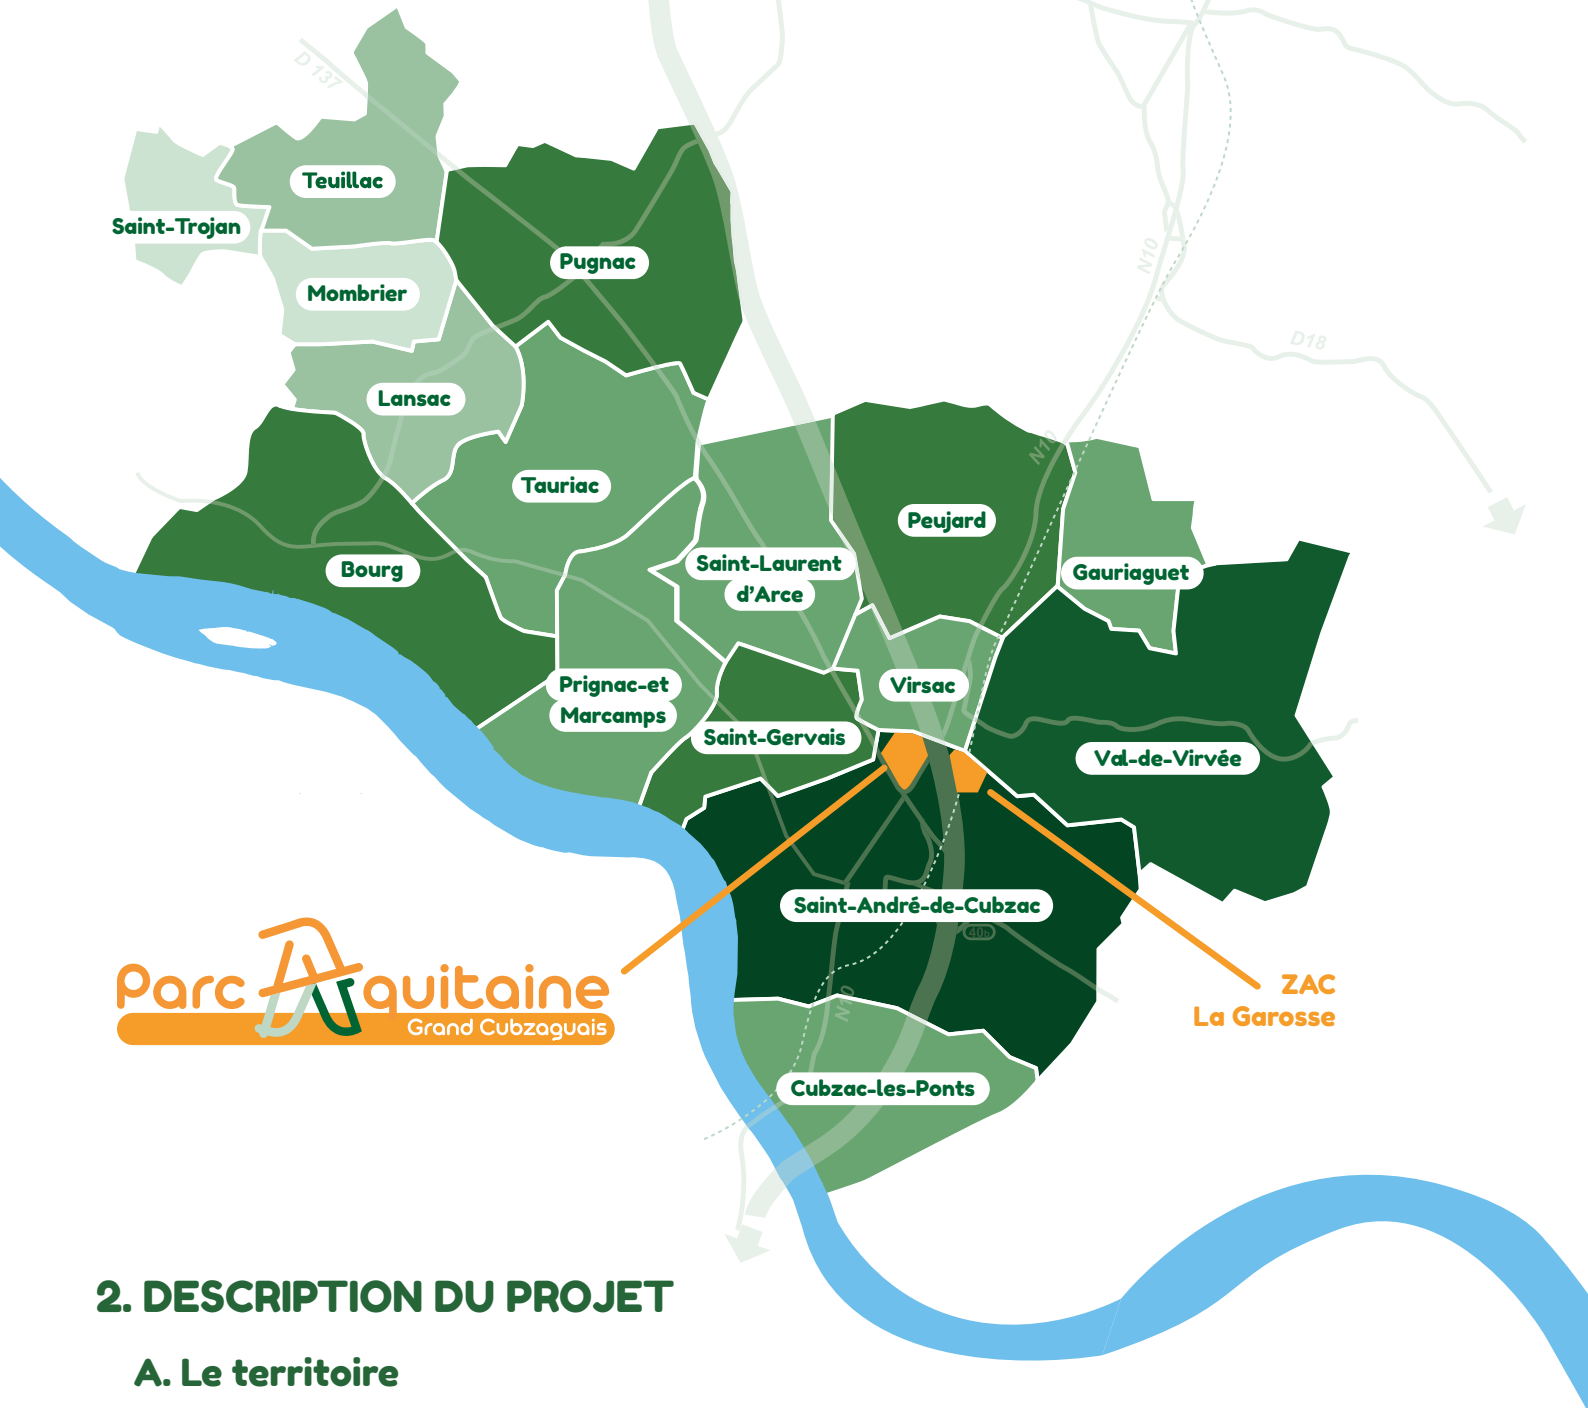 D 137
Teuillac
Saint-Trojan
Pugnac
N10
Mombrier
D18
Lansac
N10
Tauriac
Peujard
Saint-Laurent
d’Arce
Bourg
Gauriaguet
Prignac-et
Marcamps
Virsac
Saint-Gervais
Val-de-Virvée
Saint-André-de-Cubzac
40b
Parc Aquitaine
Grand Cubzaguais
ZAC
La Garosse
N10
Cubzac-les-Ponts
2. DESCRIPTION DU PROJET
A. Le territoire